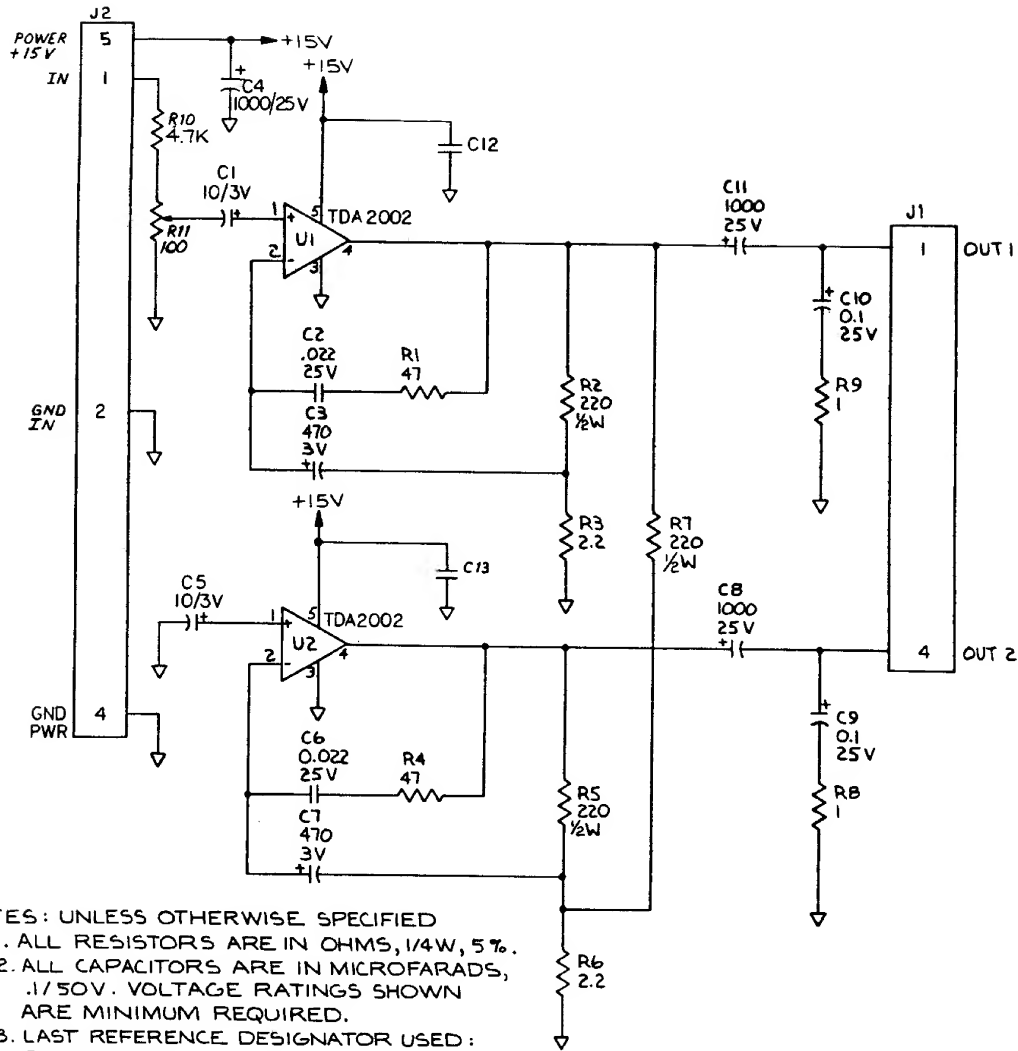 J2
POWER
+15V
5
+15V
IN
1
+
C4
1000/25V
R10
4.7K
R11
100
C1
10/3V
+
+15V
C12
1
+
5
TDA2002
U1
2
-
3
4
C2
.022
25V
R1
47
C3
470
3V
+
R2
220
½W
R3
2.2
R7
220
½W
C11
1000
25V
+
J1
1
OUT 1
+
C10
0.1
25V
R9
1
GND
IN
2
+15V
C13
C5
10/3V
+
1
+
5
TDA2002
U2
2
-
3
4
C6
0.022
25V
R4
47
C7
470
3V
+
R5
220
½W
R6
2.2
C8
1000
25V
+
4
OUT 2
+
C9
0.1
25V
R8
1
GND
PWR
4
TES: UNLESS OTHERWISE SPECIFIED
. ALL RESISTORS ARE IN OHMS, 1/4W, 5%.
2. ALL CAPACITORS ARE IN MICROFARADS,
.1/50V. VOLTAGE RATINGS SHOWN
ARE MINIMUM REQUIRED.
3. LAST REFERENCE DESIGNATOR USED: